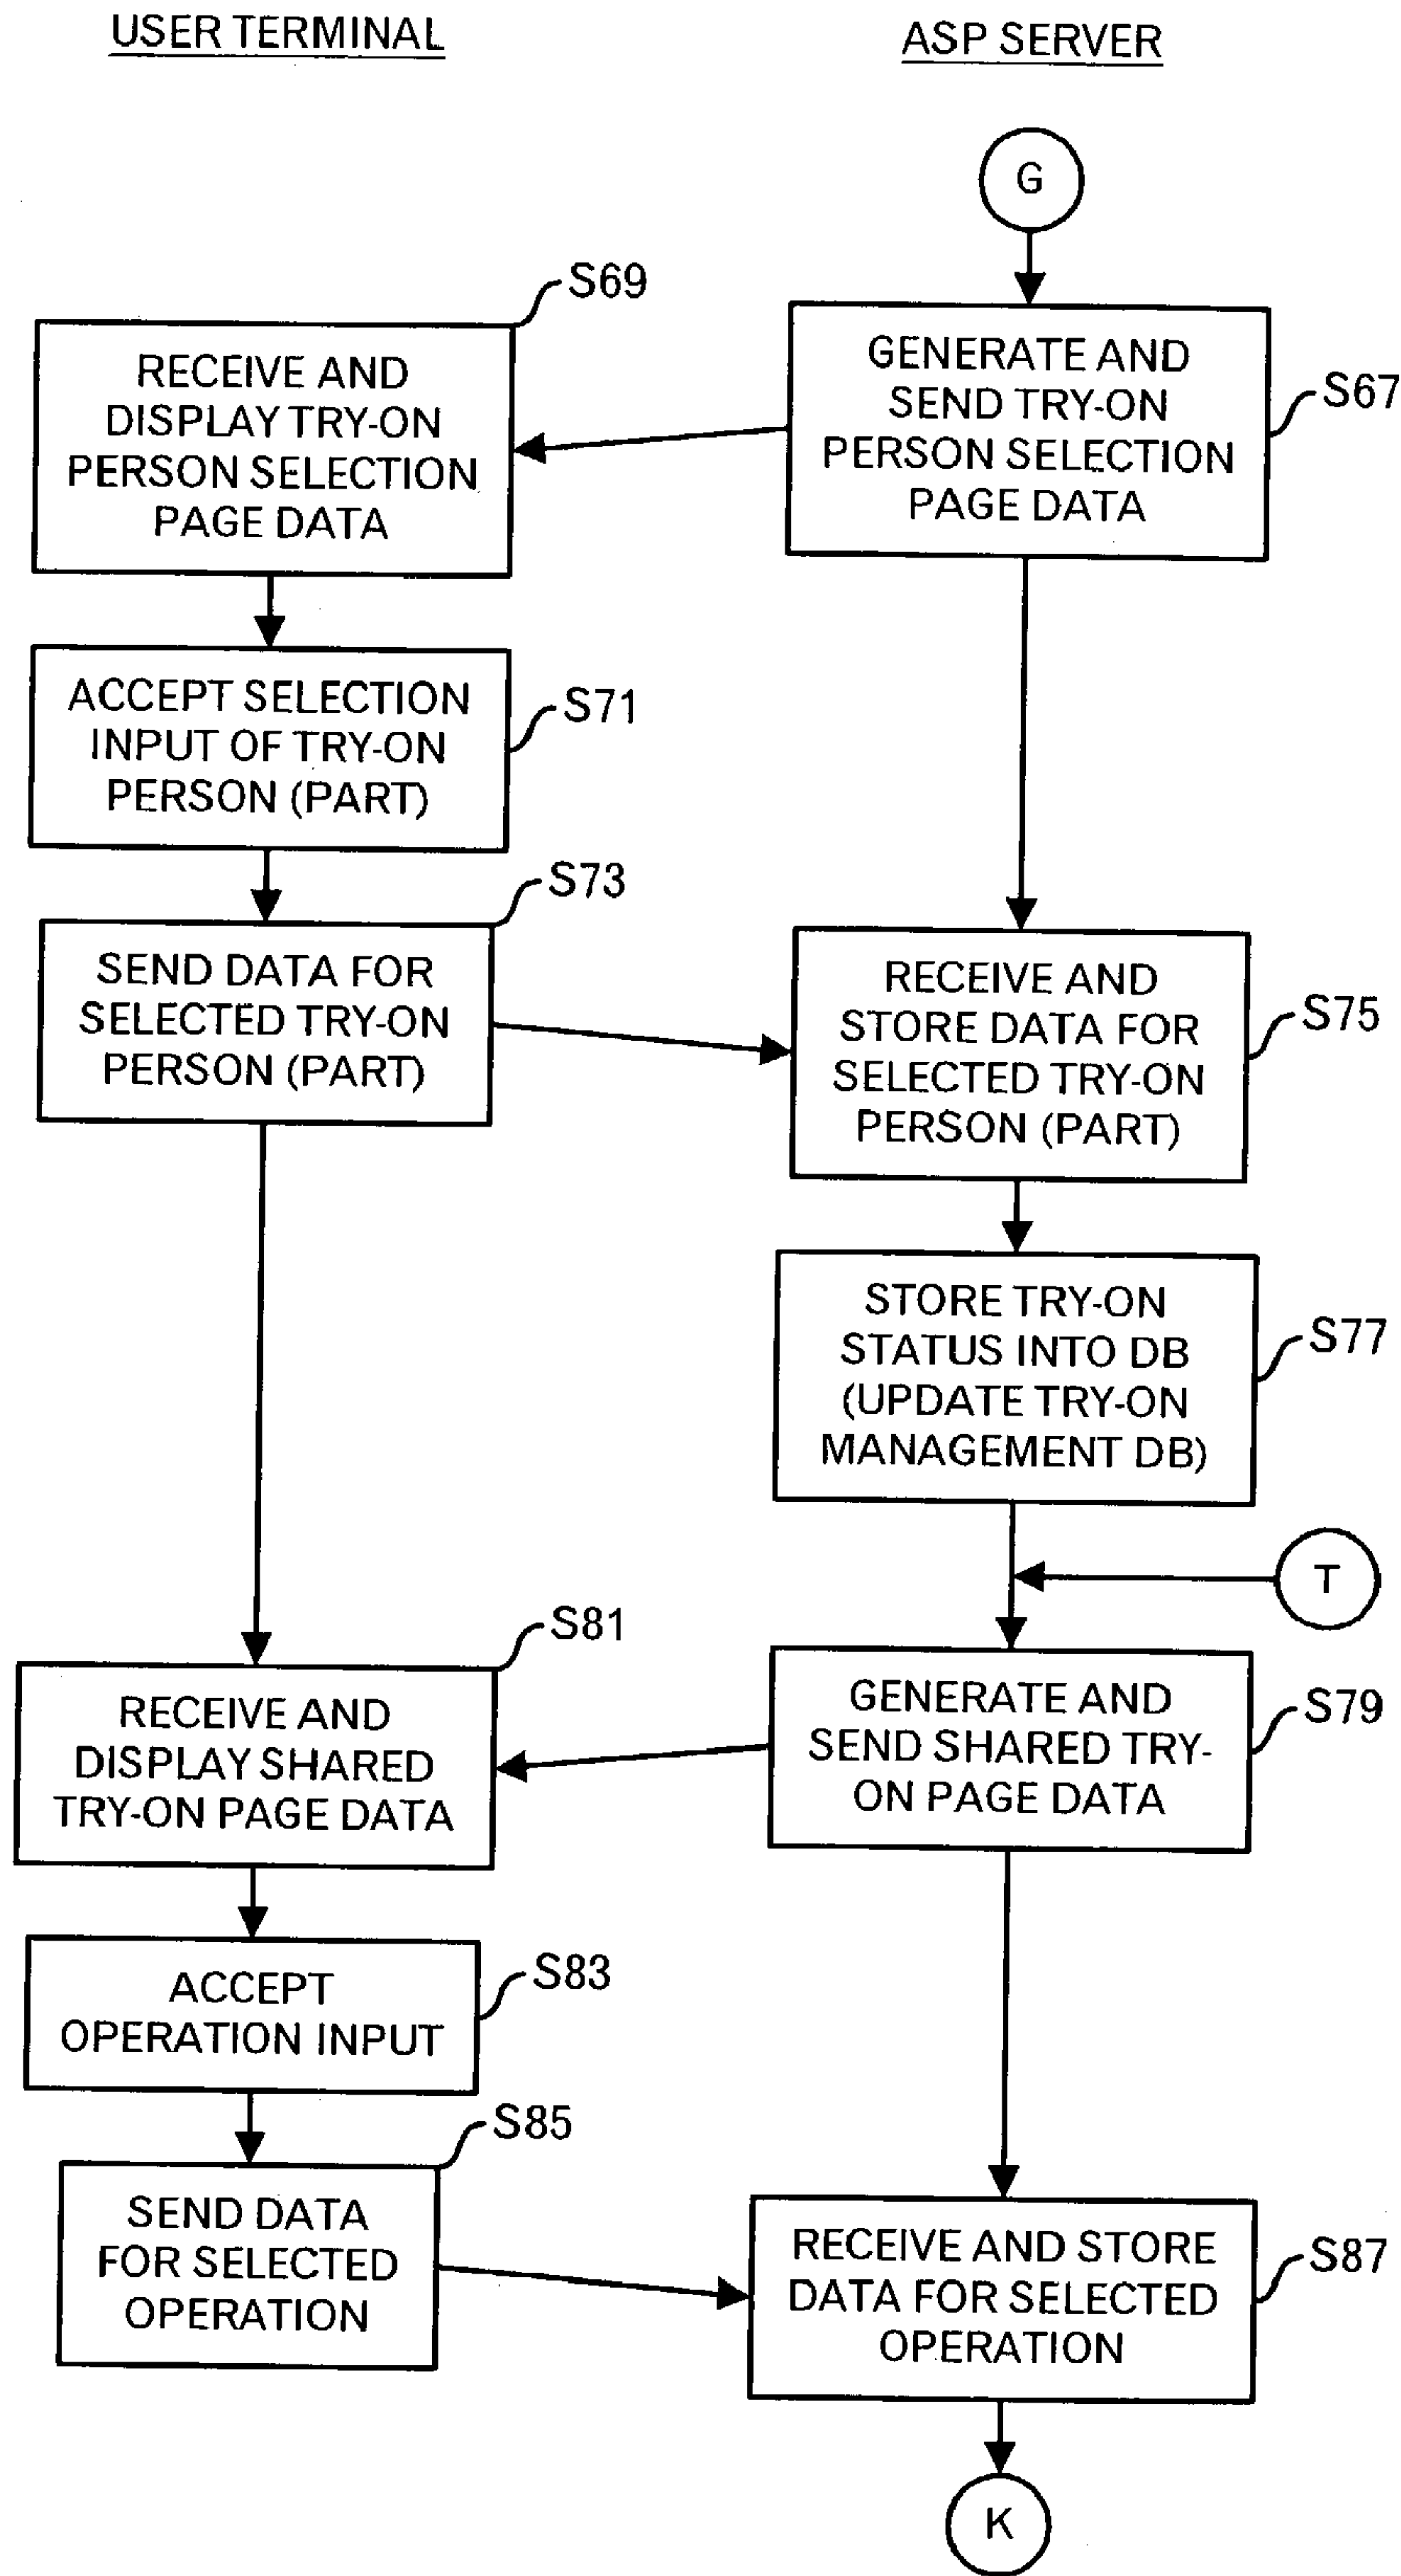 USER TERMINAL
ASP SERVER
G
S69
RECEIVE AND
DISPLAY TRY-ON
PERSON SELECTION
PAGE DATA
GENERATE AND
SEND TRY-ON
PERSON SELECTION
PAGE DATA
S67
ACCEPT SELECTION
INPUT OF TRY-ON
PERSON (PART)
S71
S73
SEND DATA FOR
SELECTED TRY-ON
PERSON (PART)
RECEIVE AND
STORE DATA FOR
SELECTED TRY-ON
PERSON (PART)
S75
STORE TRY-ON
STATUS INTO DB
(UPDATE TRY-ON
MANAGEMENT DB)
S77
T
S81
RECEIVE AND
DISPLAY SHARED
TRY-ON PAGE DATA
GENERATE AND
SEND SHARED TRY-
ON PAGE DATA
S79
ACCEPT
OPERATION INPUT
S83
S85
SEND DATA
FOR SELECTED
OPERATION
RECEIVE AND STORE
DATA FOR SELECTED
OPERATION
S87
K